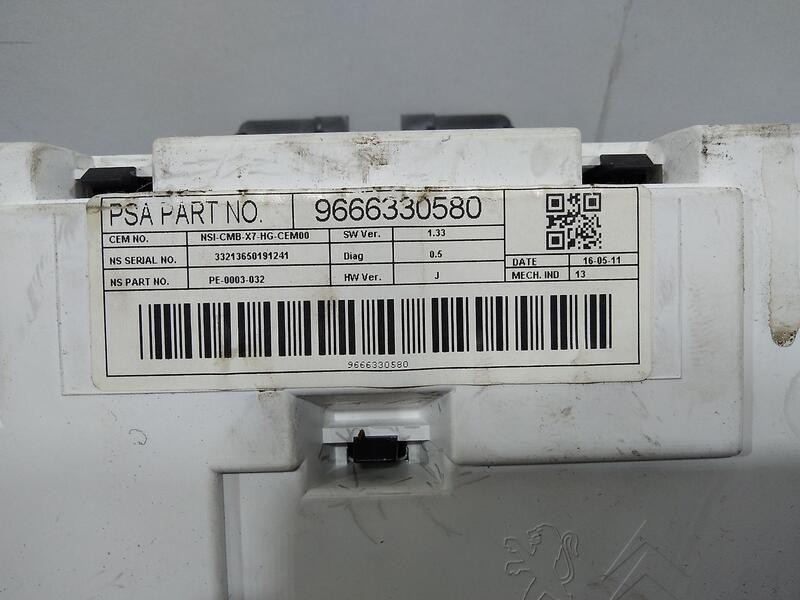 PSA PART NO. 9666330580
CEM NO. NSI-CMB-X7-HG-CEM00 SW Ver. 1.33
NS SERIAL NO. 33213650191241 Diag 0.5 DATE 16-05-11
NS PART NO. PE-0003-032 HW Ver. J MECH. IND 13
9666330580